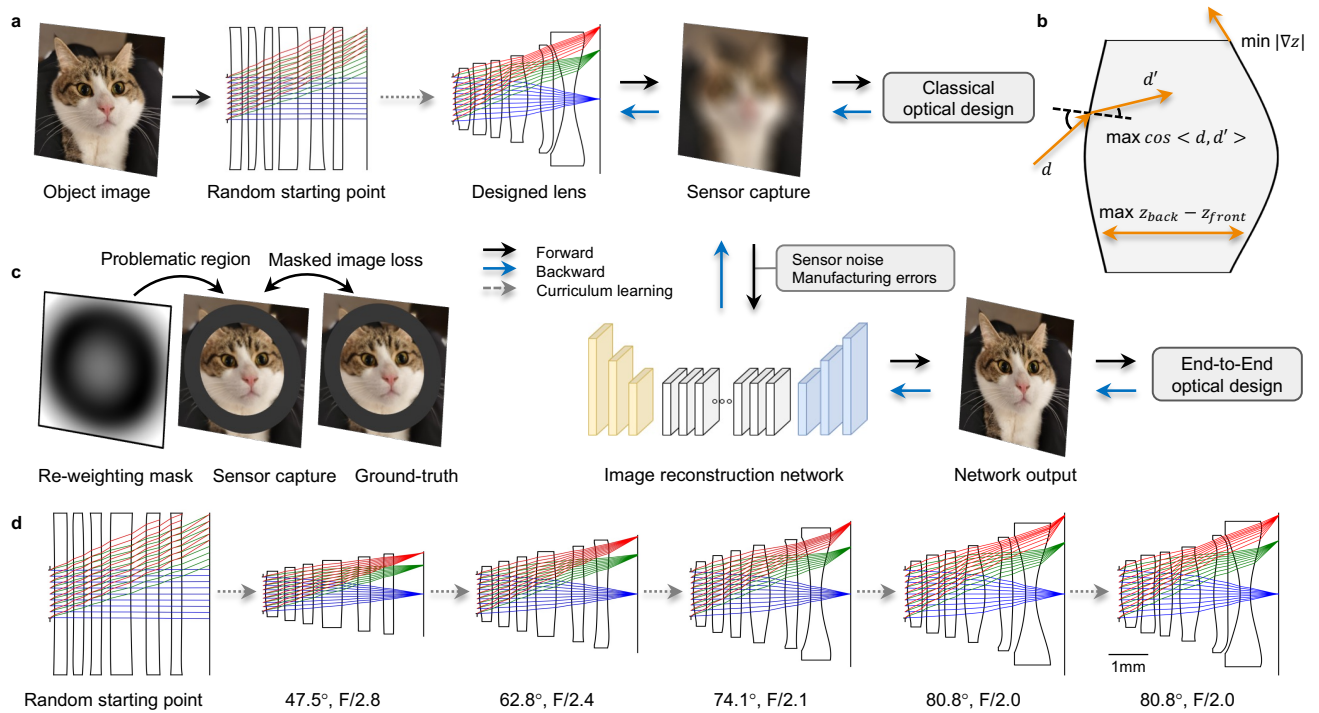 a
Object image
Random starting point
Designed lens
Sensor capture
Classical
optical design
b
min |∇z|
d′
max cos < d, d′ >
d
max z_back − z_front
c
Problematic region
Masked image loss
Re-weighting mask
Sensor capture
Ground-truth
Forward
Backward
Curriculum learning
Sensor noise
Manufacturing errors
Image reconstruction network
Network output
End-to-End
optical design
d
Random starting point
47.5°, F/2.8
62.8°, F/2.4
74.1°, F/2.1
80.8°, F/2.0
1mm
80.8°, F/2.0